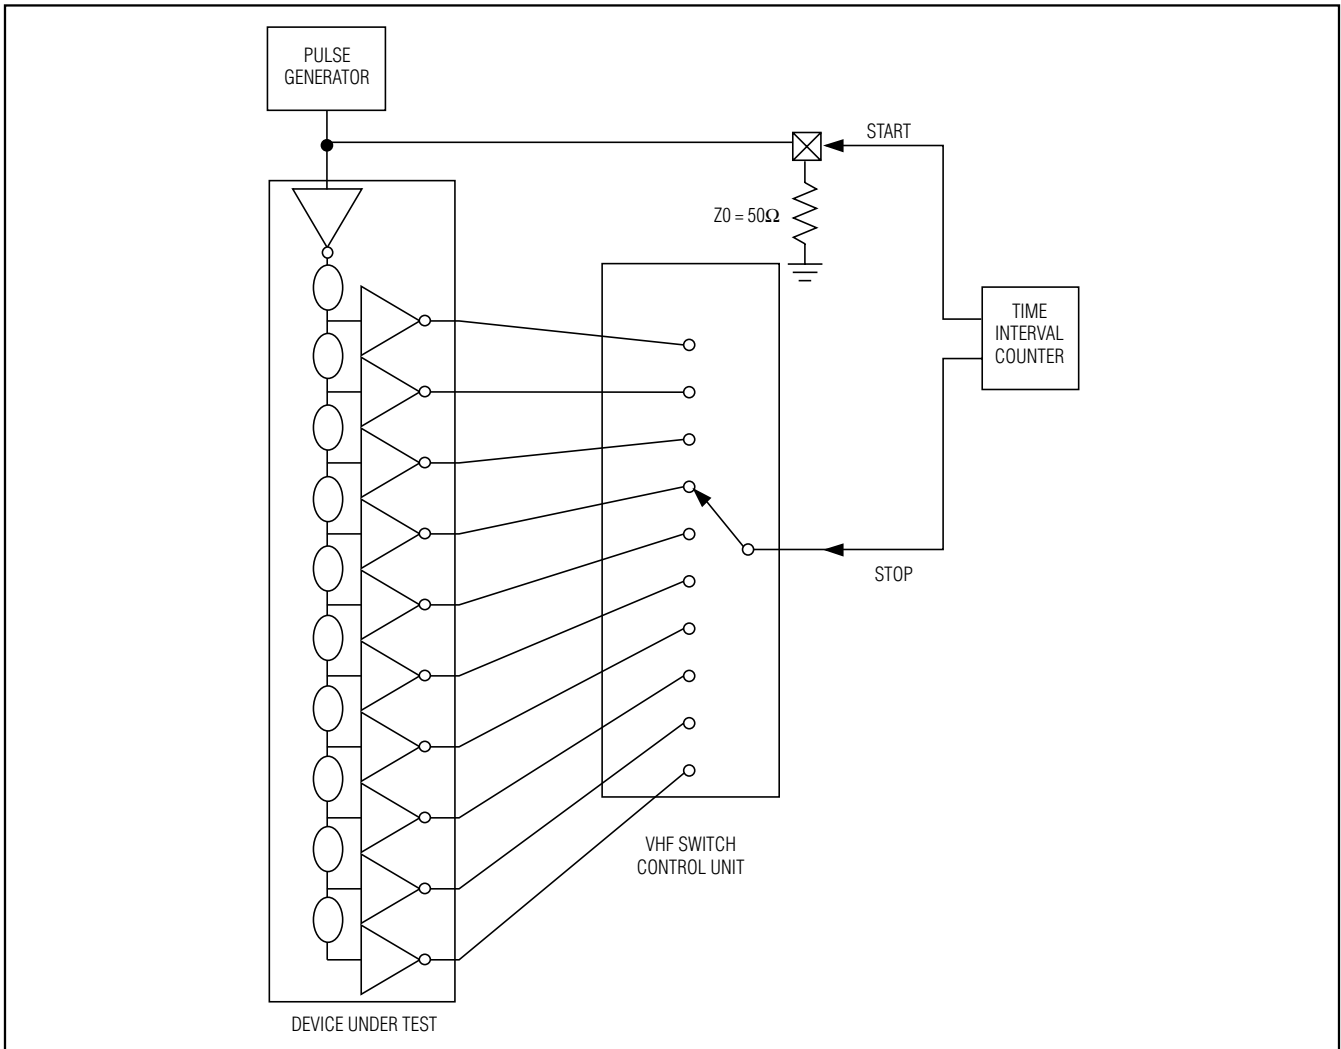 PULSE
GENERATOR
START
Z0 = 50Ω
TIME
INTERVAL
COUNTER
STOP
VHF SWITCH
CONTROL UNIT
DEVICE UNDER TEST